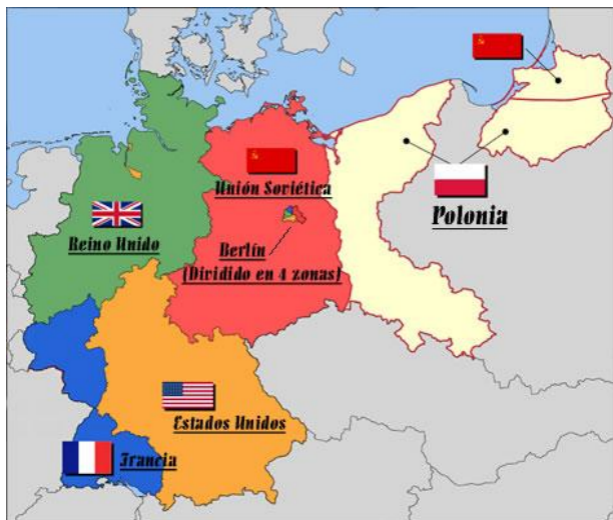 Unión Soviética
Polonia
Reino Unido
Berlín
(Dividido en 4 zonas)
Estados Unidos
Francia